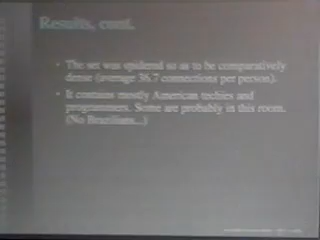 Results, cont.
• The set was spidered so as to be comparatively
dense (average 36.7 connections per person).
• It contains mostly American techies and
programmers. Some are probably in this room.
(No Brazilians...)